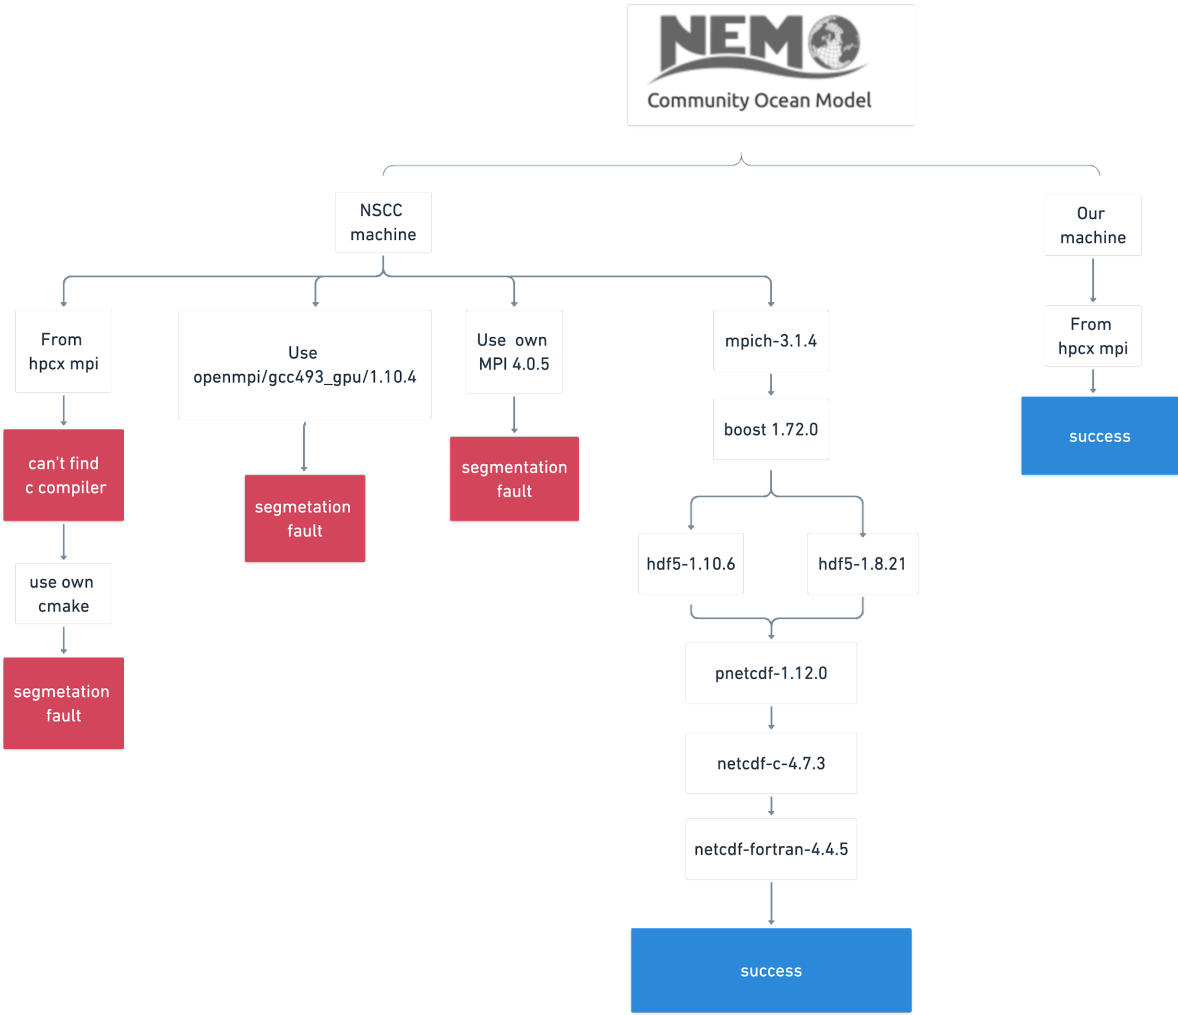 NEMO
Community Ocean Model
NSCC
machine
Our
machine
From
hpcx mpi
Use
openmpi/gcc493_gpu/1.10.4
Use own
MPI 4.0.5
mpich-3.1.4
From
hpcx mpi
can't find
c compiler
segmetation
fault
segmentation
fault
boost 1.72.0
success
use own
cmake
hdf5-1.10.6
hdf5-1.8.21
segmetation
fault
pnetcdf-1.12.0
netcdf-c-4.7.3
netcdf-fortran-4.4.5
success